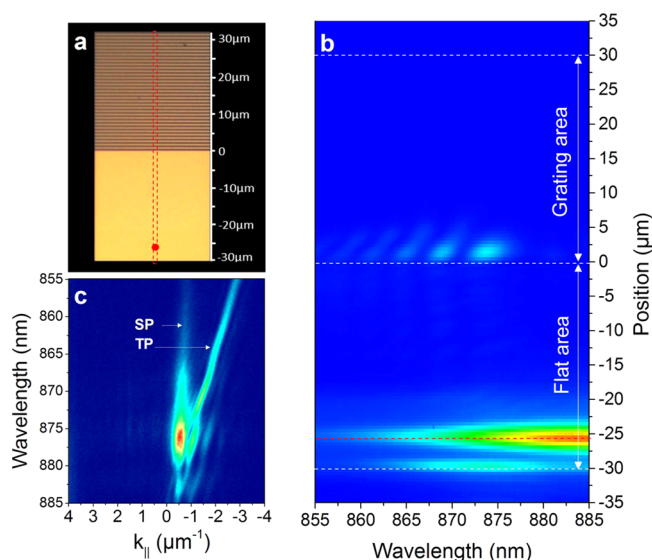 a
30μm
20μm
10μm
0
-10μm
-20μm
-30μm
b
Grating area
Flat area
35
30
25
20
15
10
5
0
-5
-10
-15
-20
-25
-30
-35
Position (μm)
855 860 865 870 875 880 885
Wavelength (nm)
c
SP
TP
855
860
865
870
875
880
885
Wavelength (nm)
4 3 2 1 0 -1 -2 -3 -4
k|| (μm⁻¹)